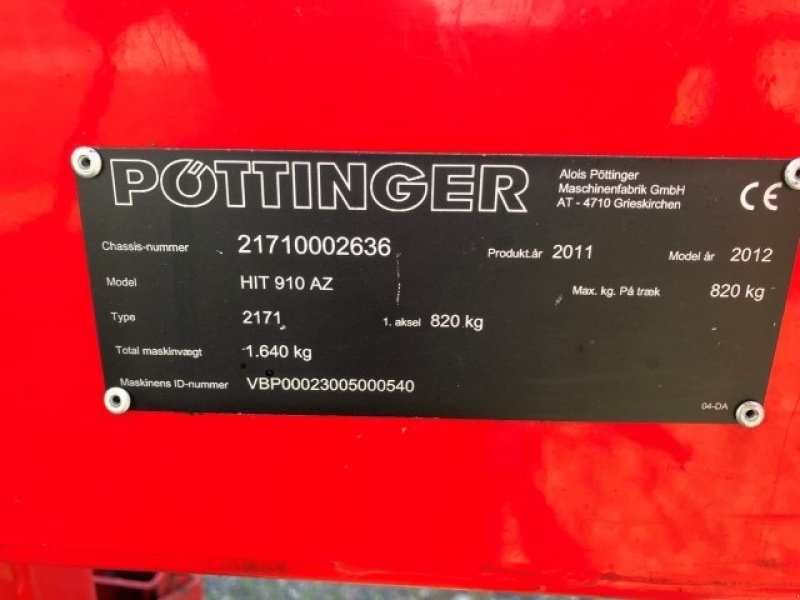 PÖTTINGER
Alois Pöttinger
Maschinenfabrik GmbH
AT - 4710 Grieskirchen
CE
Chassis-nummer 21710002636 Produkt.år 2011 Model år 2012
Model HIT 910 AZ Max. kg. På træk 820 kg
Type 2171 1. aksel 820 kg
Total maskinvægt 1.640 kg
Maskinens ID-nummer VBP00023005000540
04-DA